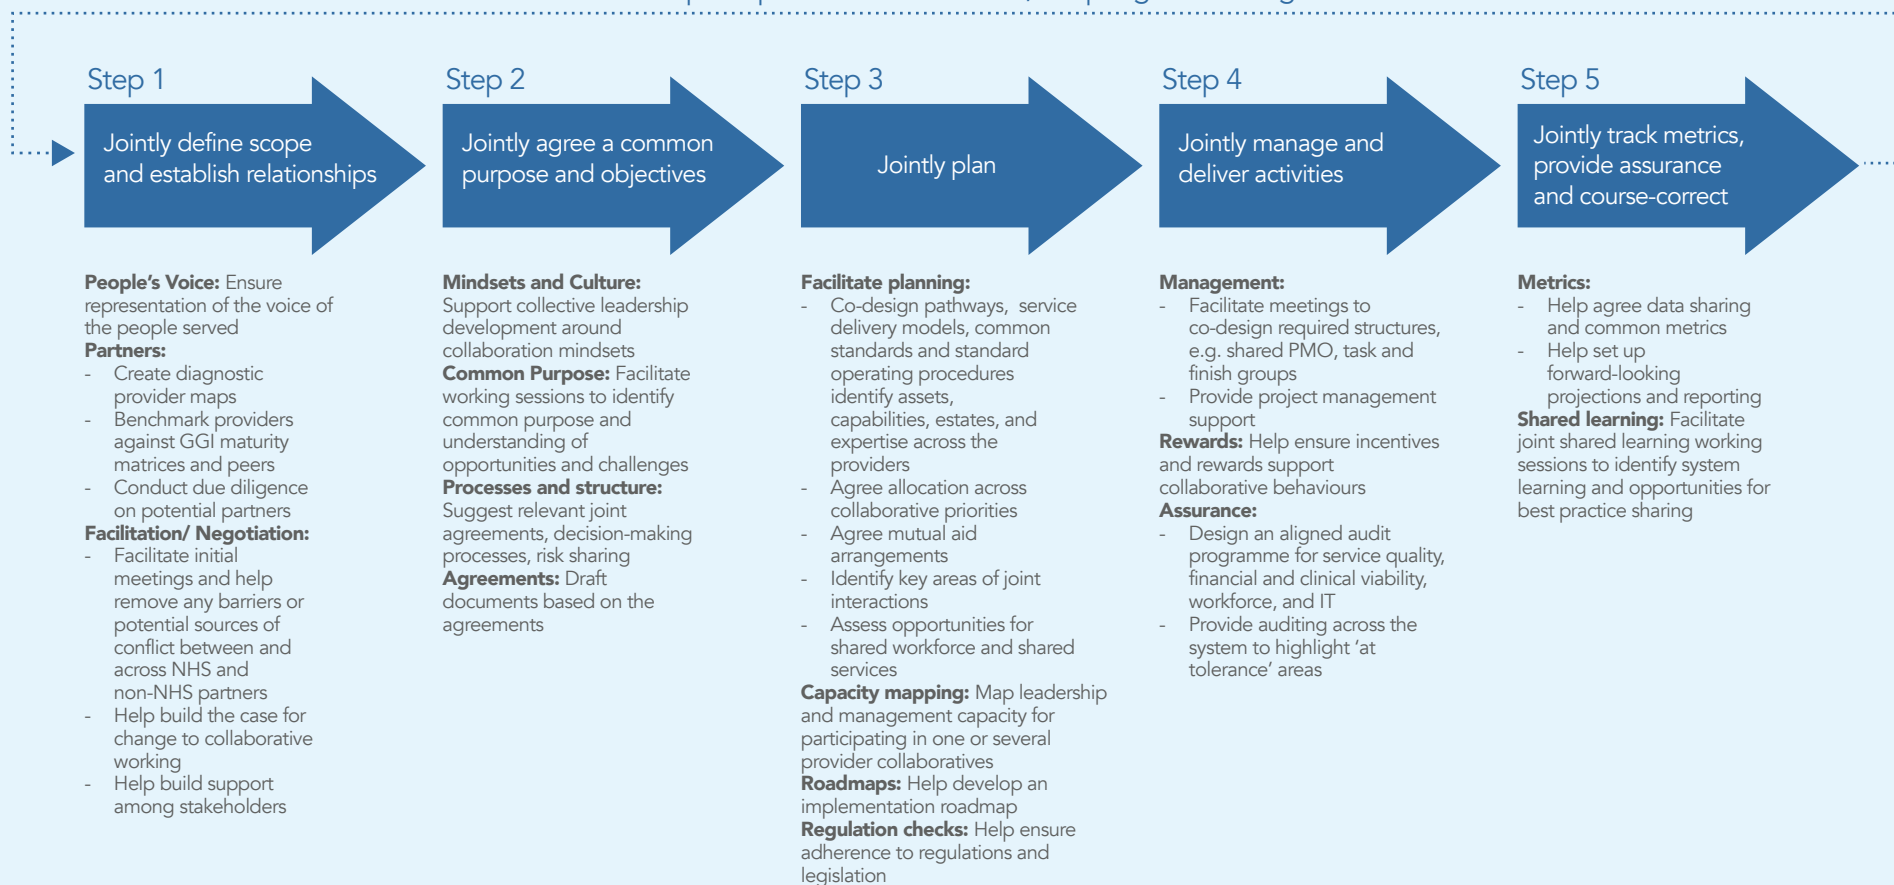 Step 1
Jointly define scope
and establish relationships
People's Voice: Ensure
representation of the voice of
the people served
Partners:
- Create diagnostic
provider maps
- Benchmark providers
against GGI maturity
matrices and peers
- Conduct due diligence
on potential partners
Facilitation/ Negotiation:
- Facilitate initial
meetings and help
remove any barriers or
potential sources of
conflict between and
across NHS and
non-NHS partners
- Help build the case for
change to collaborative
working
- Help build support
among stakeholders
Step 2
Jointly agree a common
purpose and objectives
Mindsets and Culture:
Support collective leadership
development around
collaboration mindsets
Common Purpose: Facilitate
working sessions to identify
common purpose and
understanding of
opportunities and challenges
Processes and structure:
Suggest relevant joint
agreements, decision-making
processes, risk sharing
Agreements: Draft
documents based on the
agreements
Step 3
Jointly plan
Facilitate planning:
- Co-design pathways, service
delivery models, common
standards and standard
operating procedures
identify assets,
capabilities, estates, and
expertise across the
providers
- Agree allocation across
collaborative priorities
- Agree mutual aid
arrangements
- Identify key areas of joint
interactions
- Assess opportunities for
shared workforce and shared
services
Capacity mapping: Map leadership
and management capacity for
participating in one or several
provider collaboratives
Roadmaps: Help develop an
implementation roadmap
Regulation checks: Help ensure
adherence to regulations and
legislation
Step 4
Jointly manage and
deliver activities
Management:
- Facilitate meetings to
co-design required structures,
e.g. shared PMO, task and
finish groups
- Provide project management
support
Rewards: Help ensure incentives
and rewards support
collaborative behaviours
Assurance:
- Design an aligned audit
programme for service quality,
financial and clinical viability,
workforce, and IT
- Provide auditing across the
system to highlight 'at
tolerance' areas
Step 5
Jointly track metrics,
provide assurance
and course-correct
Metrics:
- Help agree data sharing
and common metrics
- Help set up
forward-looking
projections and reporting
Shared learning: Facilitate
joint shared learning working
sessions to identify system
learning and opportunities for
best practice sharing